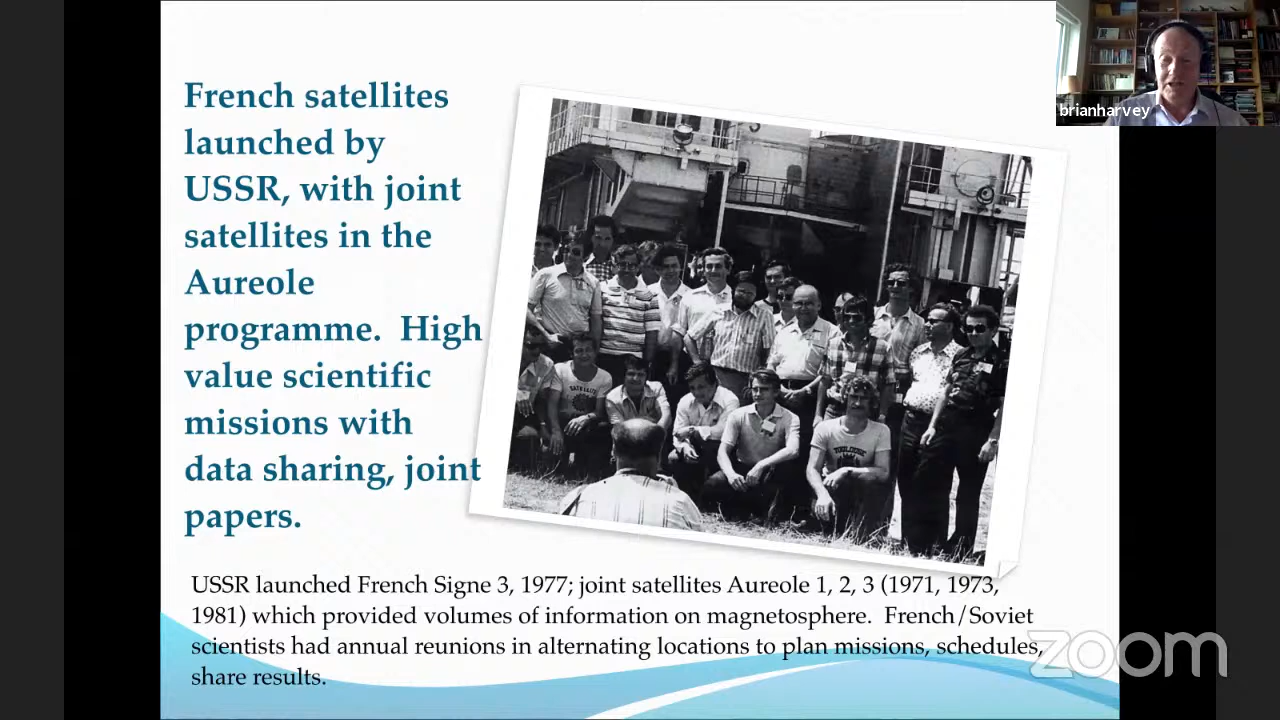 French satellites
launched by
USSR, with joint
satellites in the
Aureole
programme. High
value scientific
missions with
data sharing, joint
papers.
brianharvey
USSR launched French Signe 3, 1977; joint satellites Aureole 1, 2, 3 (1971, 1973,
1981) which provided volumes of information on magnetosphere. French/Soviet
scientists had annual reunions in alternating locations to plan missions, schedules,
share results.
zoom